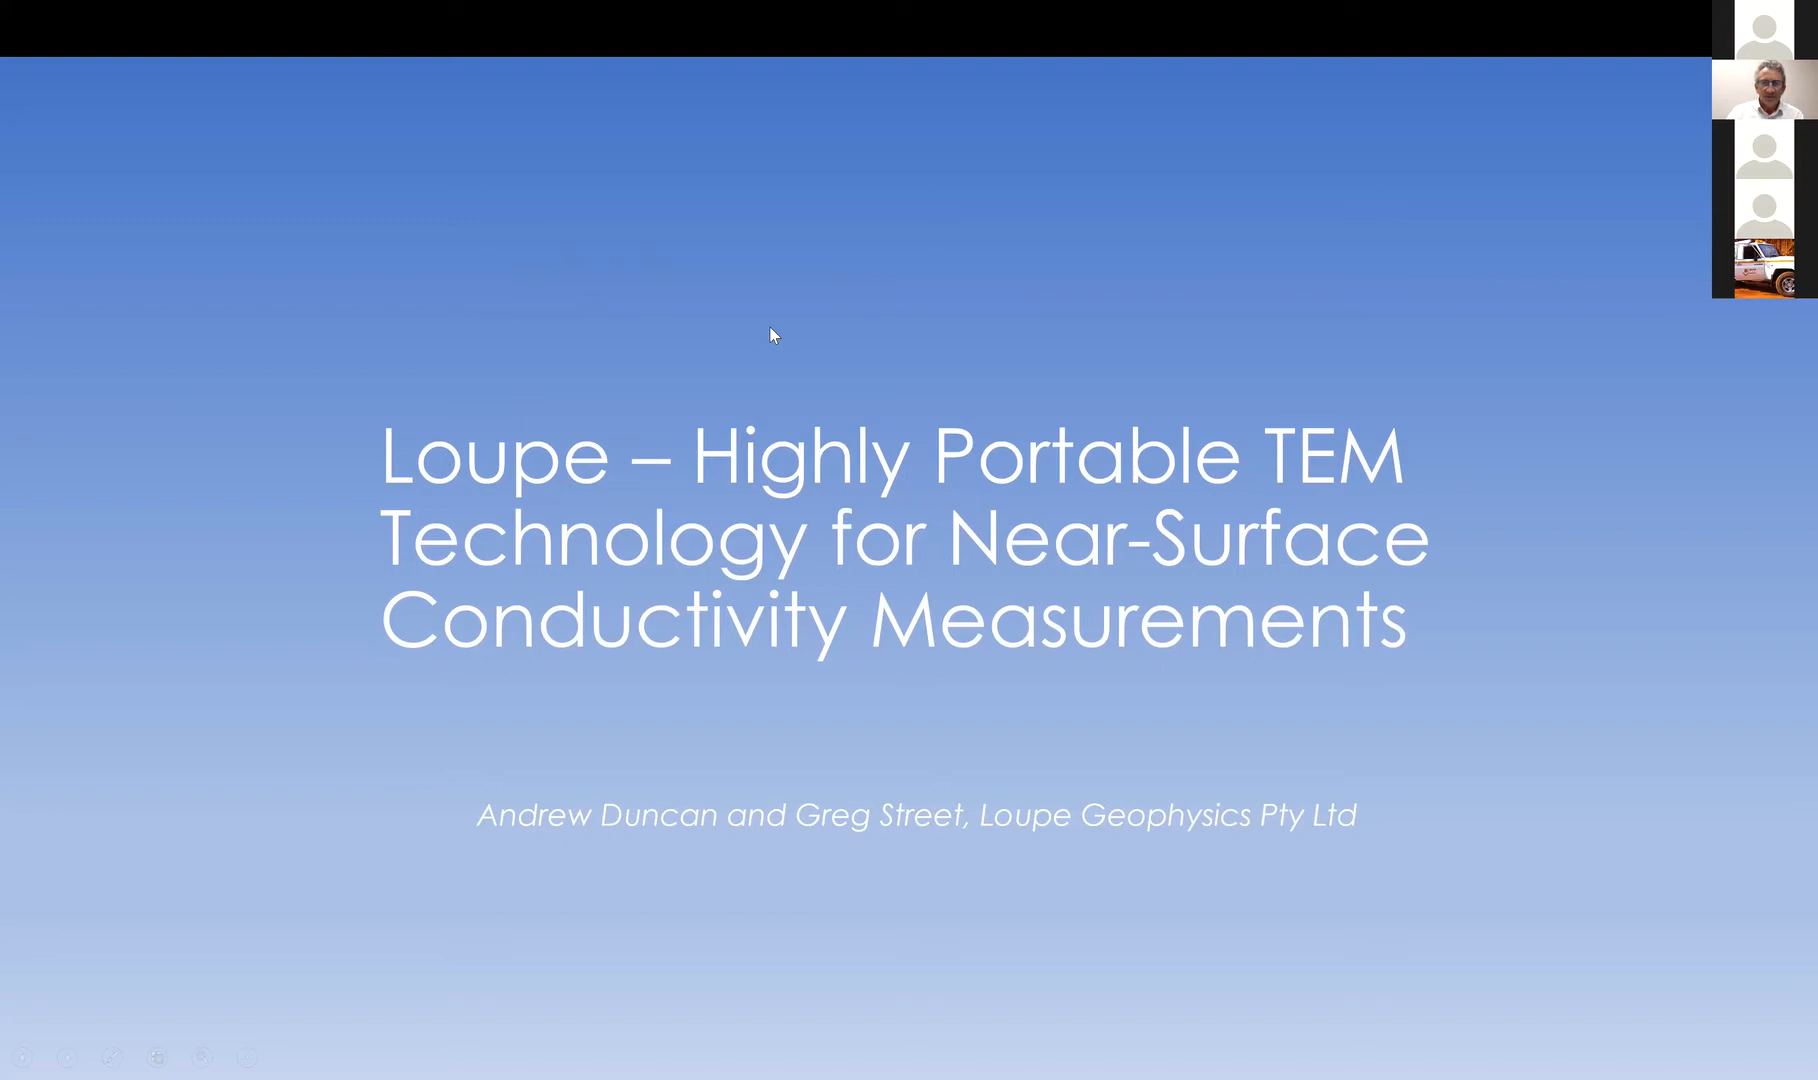 Loupe – Highly Portable TEM
Technology for Near-Surface
Conductivity Measurements
Andrew Duncan and Greg Street, Loupe Geophysics Pty Ltd